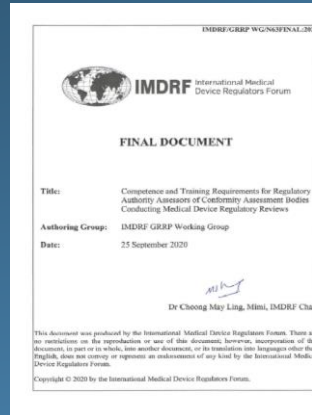 IMDRF/GRRP WG/N63FINAL:202
IMDRF International Medical
Device Regulators Forum
FINAL DOCUMENT
Title: Competence and Training Requirements for Regulatory
Authority Assessors of Conformity Assessment Bodies
Conducting Medical Device Regulatory Reviews
Authoring Group: IMDRF GRRP Working Group
Date: 25 September 2020
Dr Choong May Ling, Mimi, IMDRF Cha
This document was produced by the International Medical Device Regulators Forum. There a
no restrictions on the reproduction or use of this document; however, incorporation of th
document, in part or in whole, into another document, or its translation into languages other tha
English, does not convey or represent an endorsement of any kind by the International Medic
Device Regulators Forum.
Copyright © 2020 by the International Medical Device Regulators Forum.